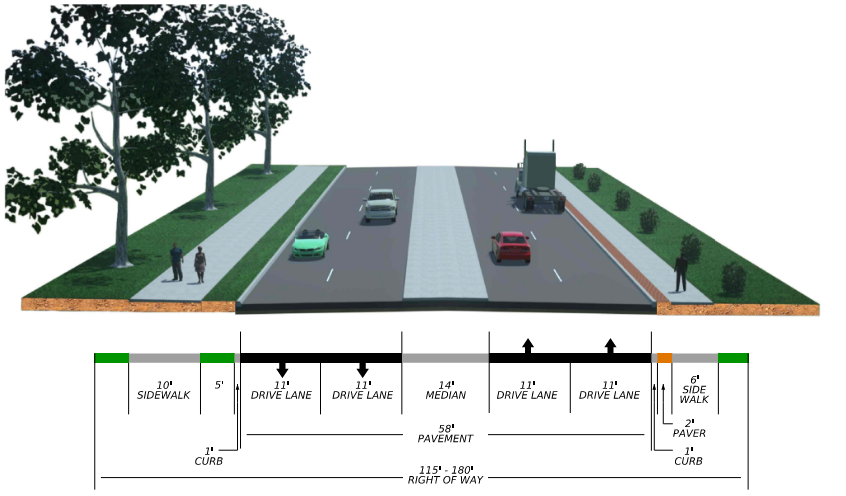 10' 5' 11' 11' 14' 11' 11' 6'
SIDEWALK DRIVE LANE DRIVE LANE MEDIAN DRIVE LANE DRIVE LANE SIDE
WALK
2'
PAVER
58'
PAVEMENT
1' 1'
CURB CURB
115' - 180'
RIGHT OF WAY